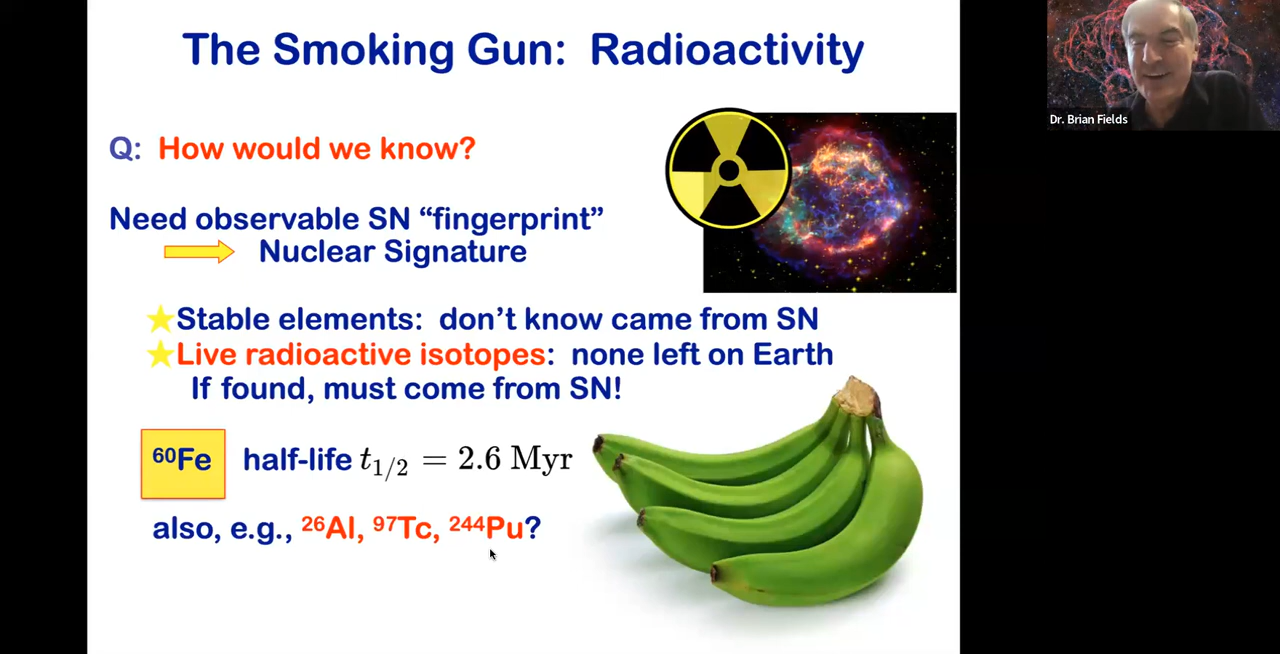 The Smoking Gun: Radioactivity
Dr. Brian Fields
Q: How would we know?
Need observable SN “fingerprint”
Nuclear Signature
Stable elements: don’t know came from SN
Live radioactive isotopes: none left on Earth
If found, must come from SN!
⁶⁰Fe half-life t₁/₂ = 2.6 Myr
also, e.g., ²⁶Al, ⁹⁷Tc, ²⁴⁴Pu?